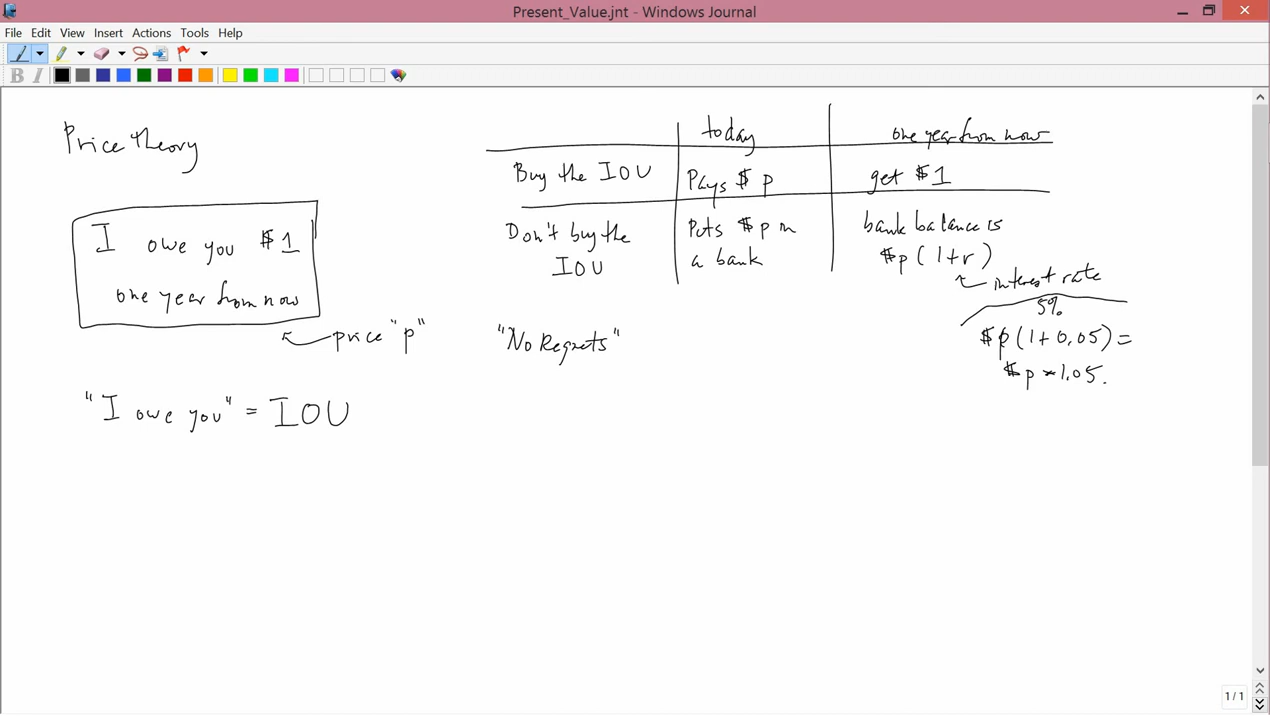 Present_Value.jnt - Windows Journal
File Edit View Insert Actions Tools Help
B I
Price theory
I owe you $1
one year from now
price "p"
"I owe you" = IOU
today one year from now
Buy the IOU Pays $ p get $1
Don't buy the Puts $ p in bank balance is
IOU a bank $p (1+r)
interest rate
5%
"No Regrets" $p (1+0.05) =
$p × 1.05.
1 / 1